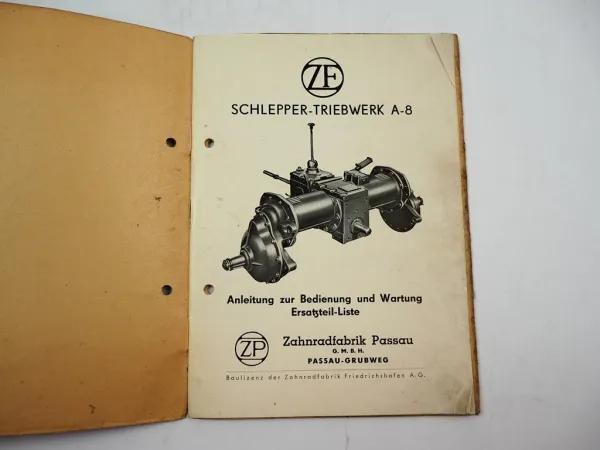 ZF
SCHLEPPER-TRIEBWERK A-8
Anleitung zur Bedienung und Wartung
Ersatzteil-Liste
ZP
Zahnradfabrik Passau
G. M. B. H.
PASSAU-GRUBWEG
Baulizenz der Zahnradfabrik Friedrichshafen A.G.